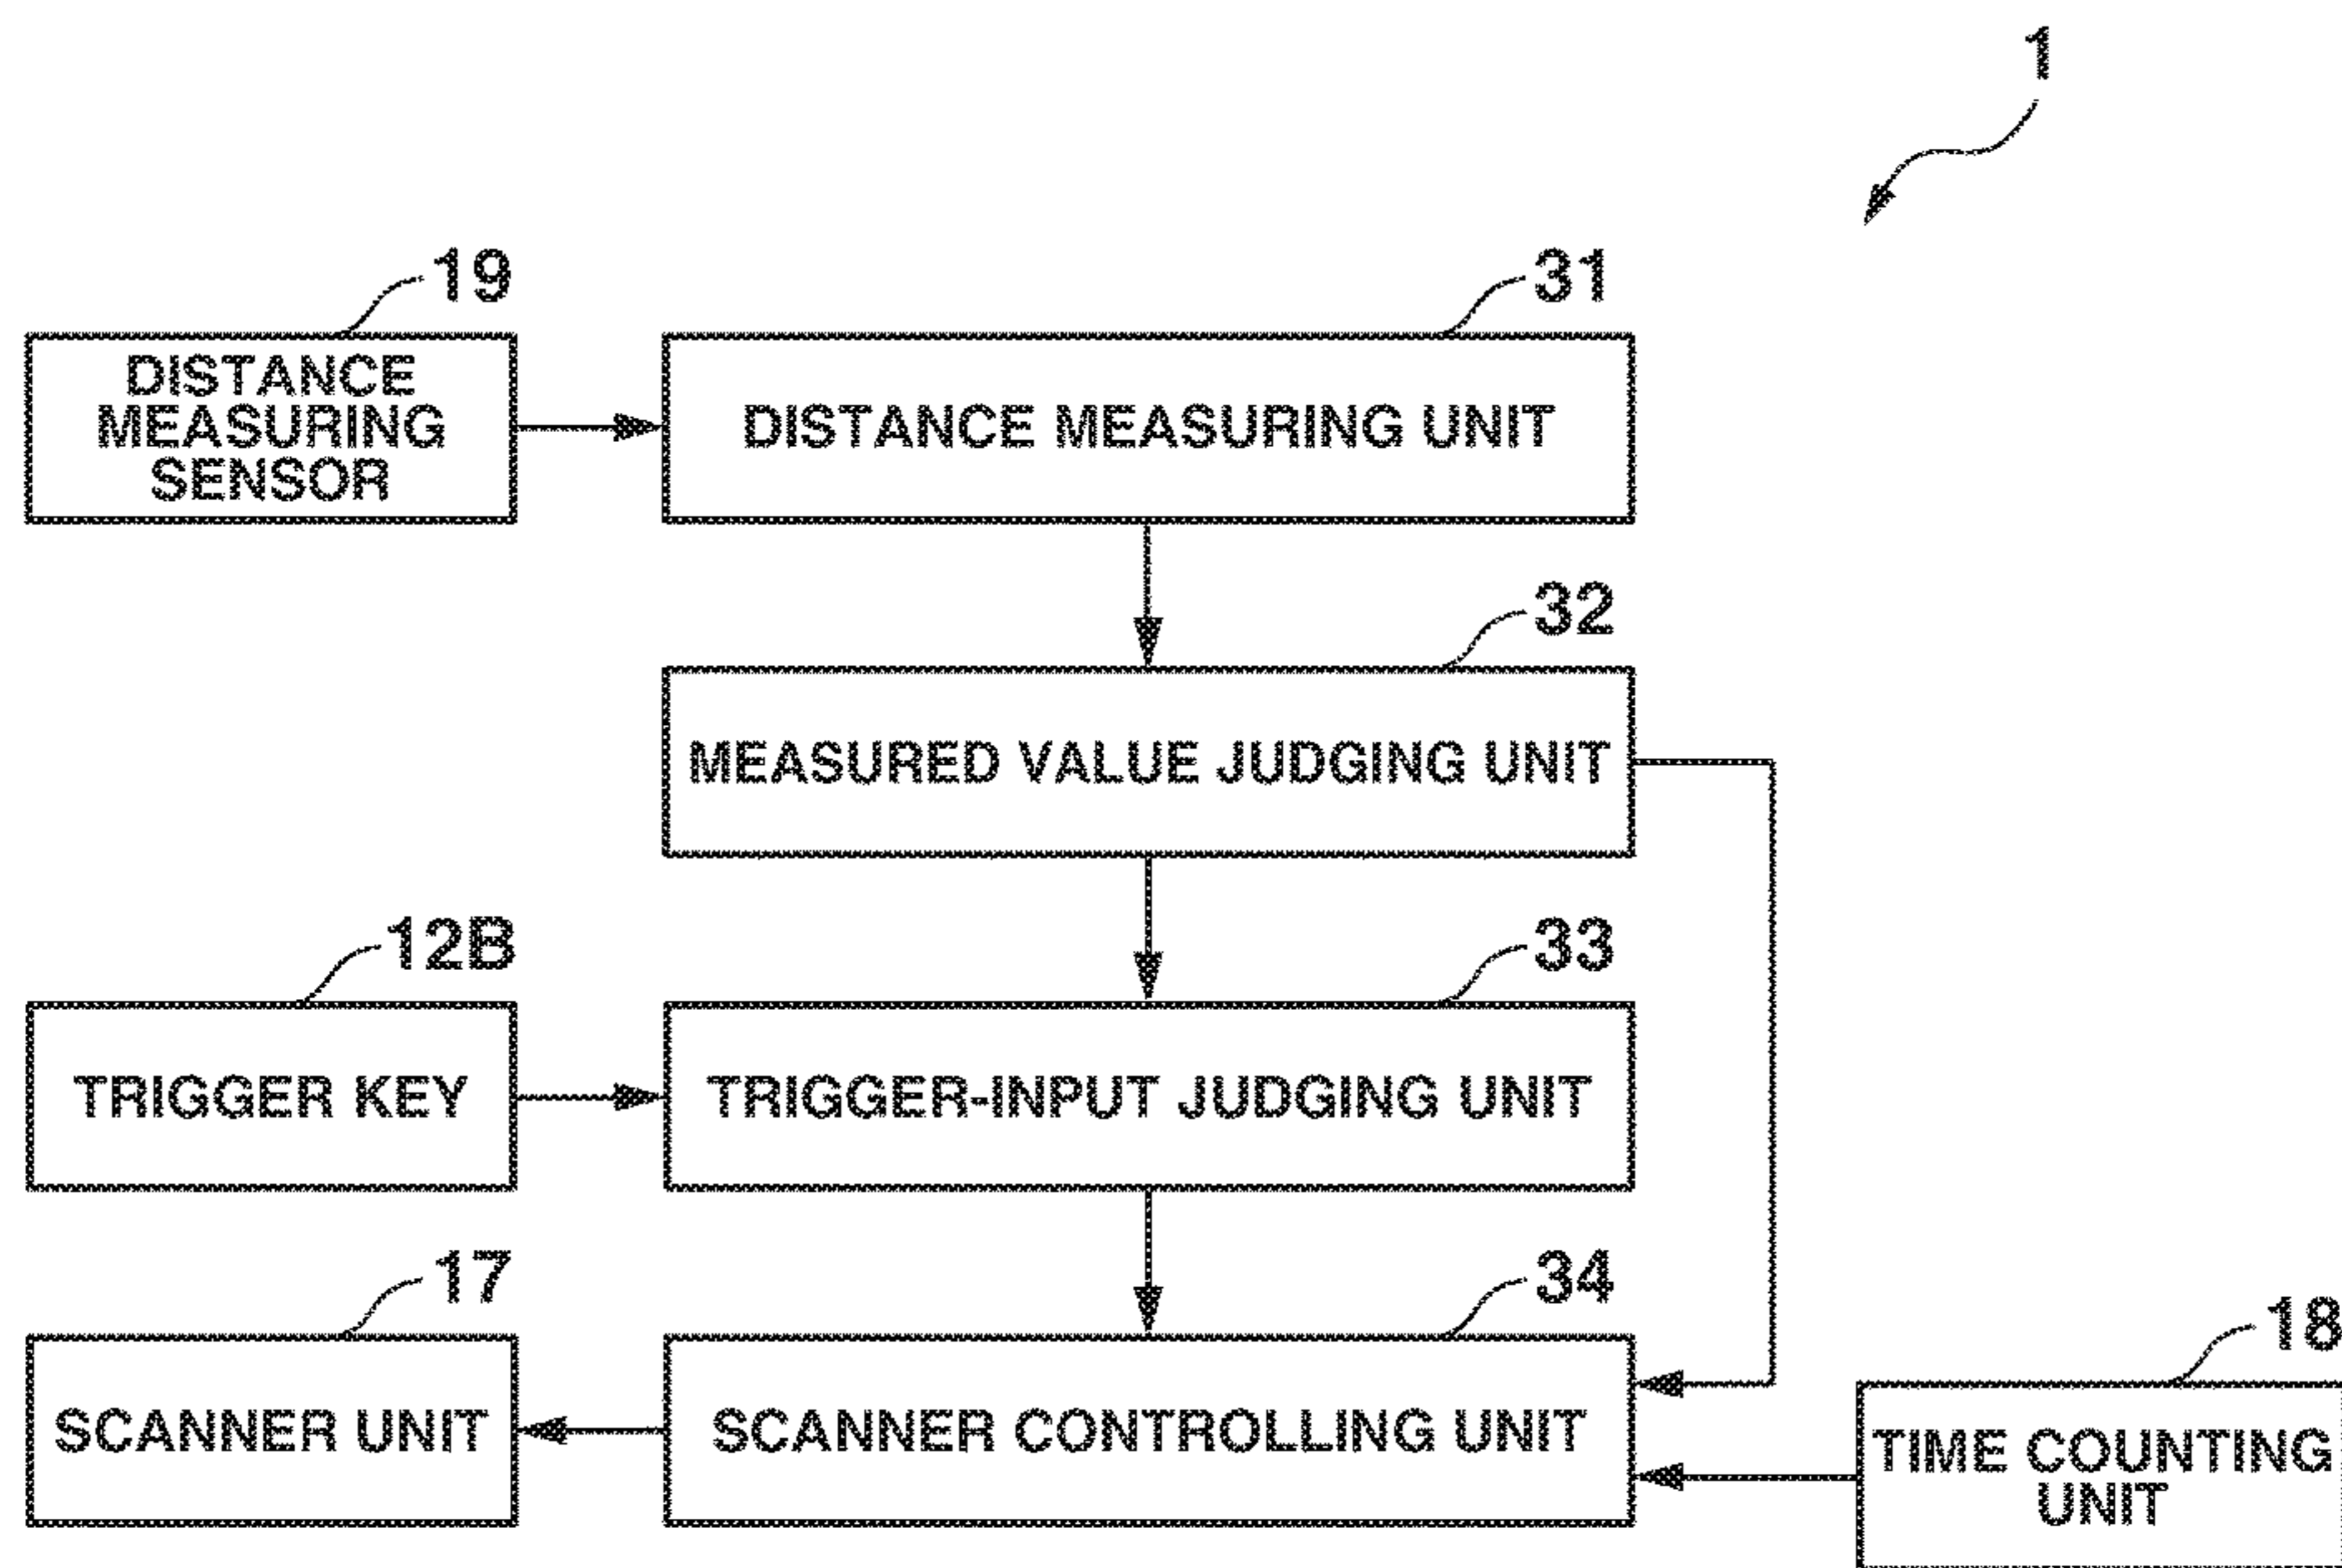 1
19
31
DISTANCE
MEASURING
SENSOR
DISTANCE MEASURING UNIT
32
MEASURED VALUE JUDGING UNIT
12B
33
TRIGGER KEY
TRIGGER-INPUT JUDGING UNIT
17
34
18
SCANNER UNIT
SCANNER CONTROLLING UNIT
TIME COUNTING
UNIT